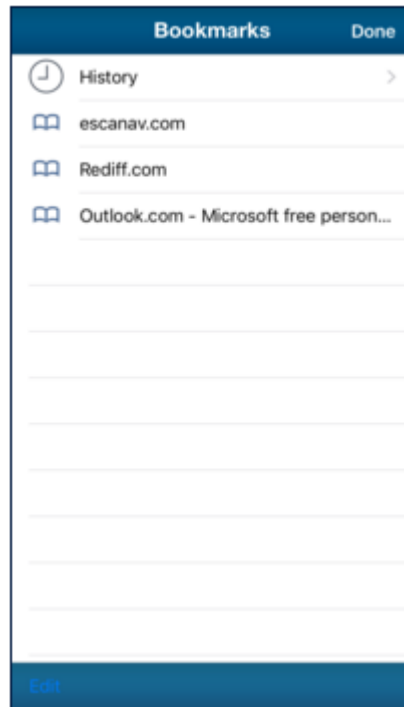 Bookmarks Done
History
escanav.com
Rediff.com
Outlook.com - Microsoft free person...
Edit